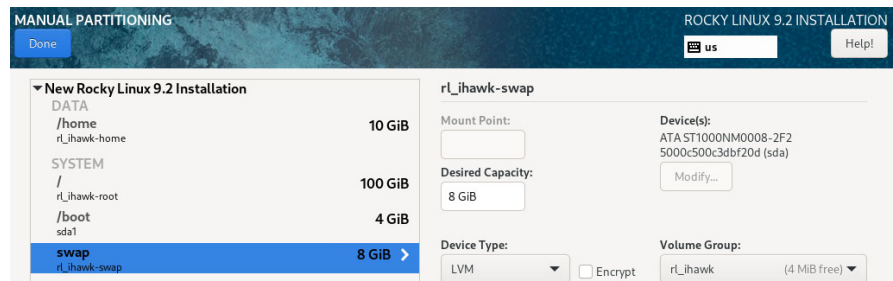 MANUAL PARTITIONING
ROCKY LINUX 9.2 INSTALLATION
Done
us
Help!
New Rocky Linux 9.2 Installation
DATA
/home
10 GiB
rl_ihawk-home
SYSTEM
/
100 GiB
rl_ihawk-root
/boot
4 GiB
sda1
swap
8 GiB
rl_ihawk-swap
rl_ihawk-swap
Mount Point:
Device(s):
ATA ST1000NM0008-2F2
5000c500c3dbf20d (sda)
Modify...
Desired Capacity:
8 GiB
Device Type:
Volume Group:
LVM
Encrypt
rl_ihawk
(4 MiB free)